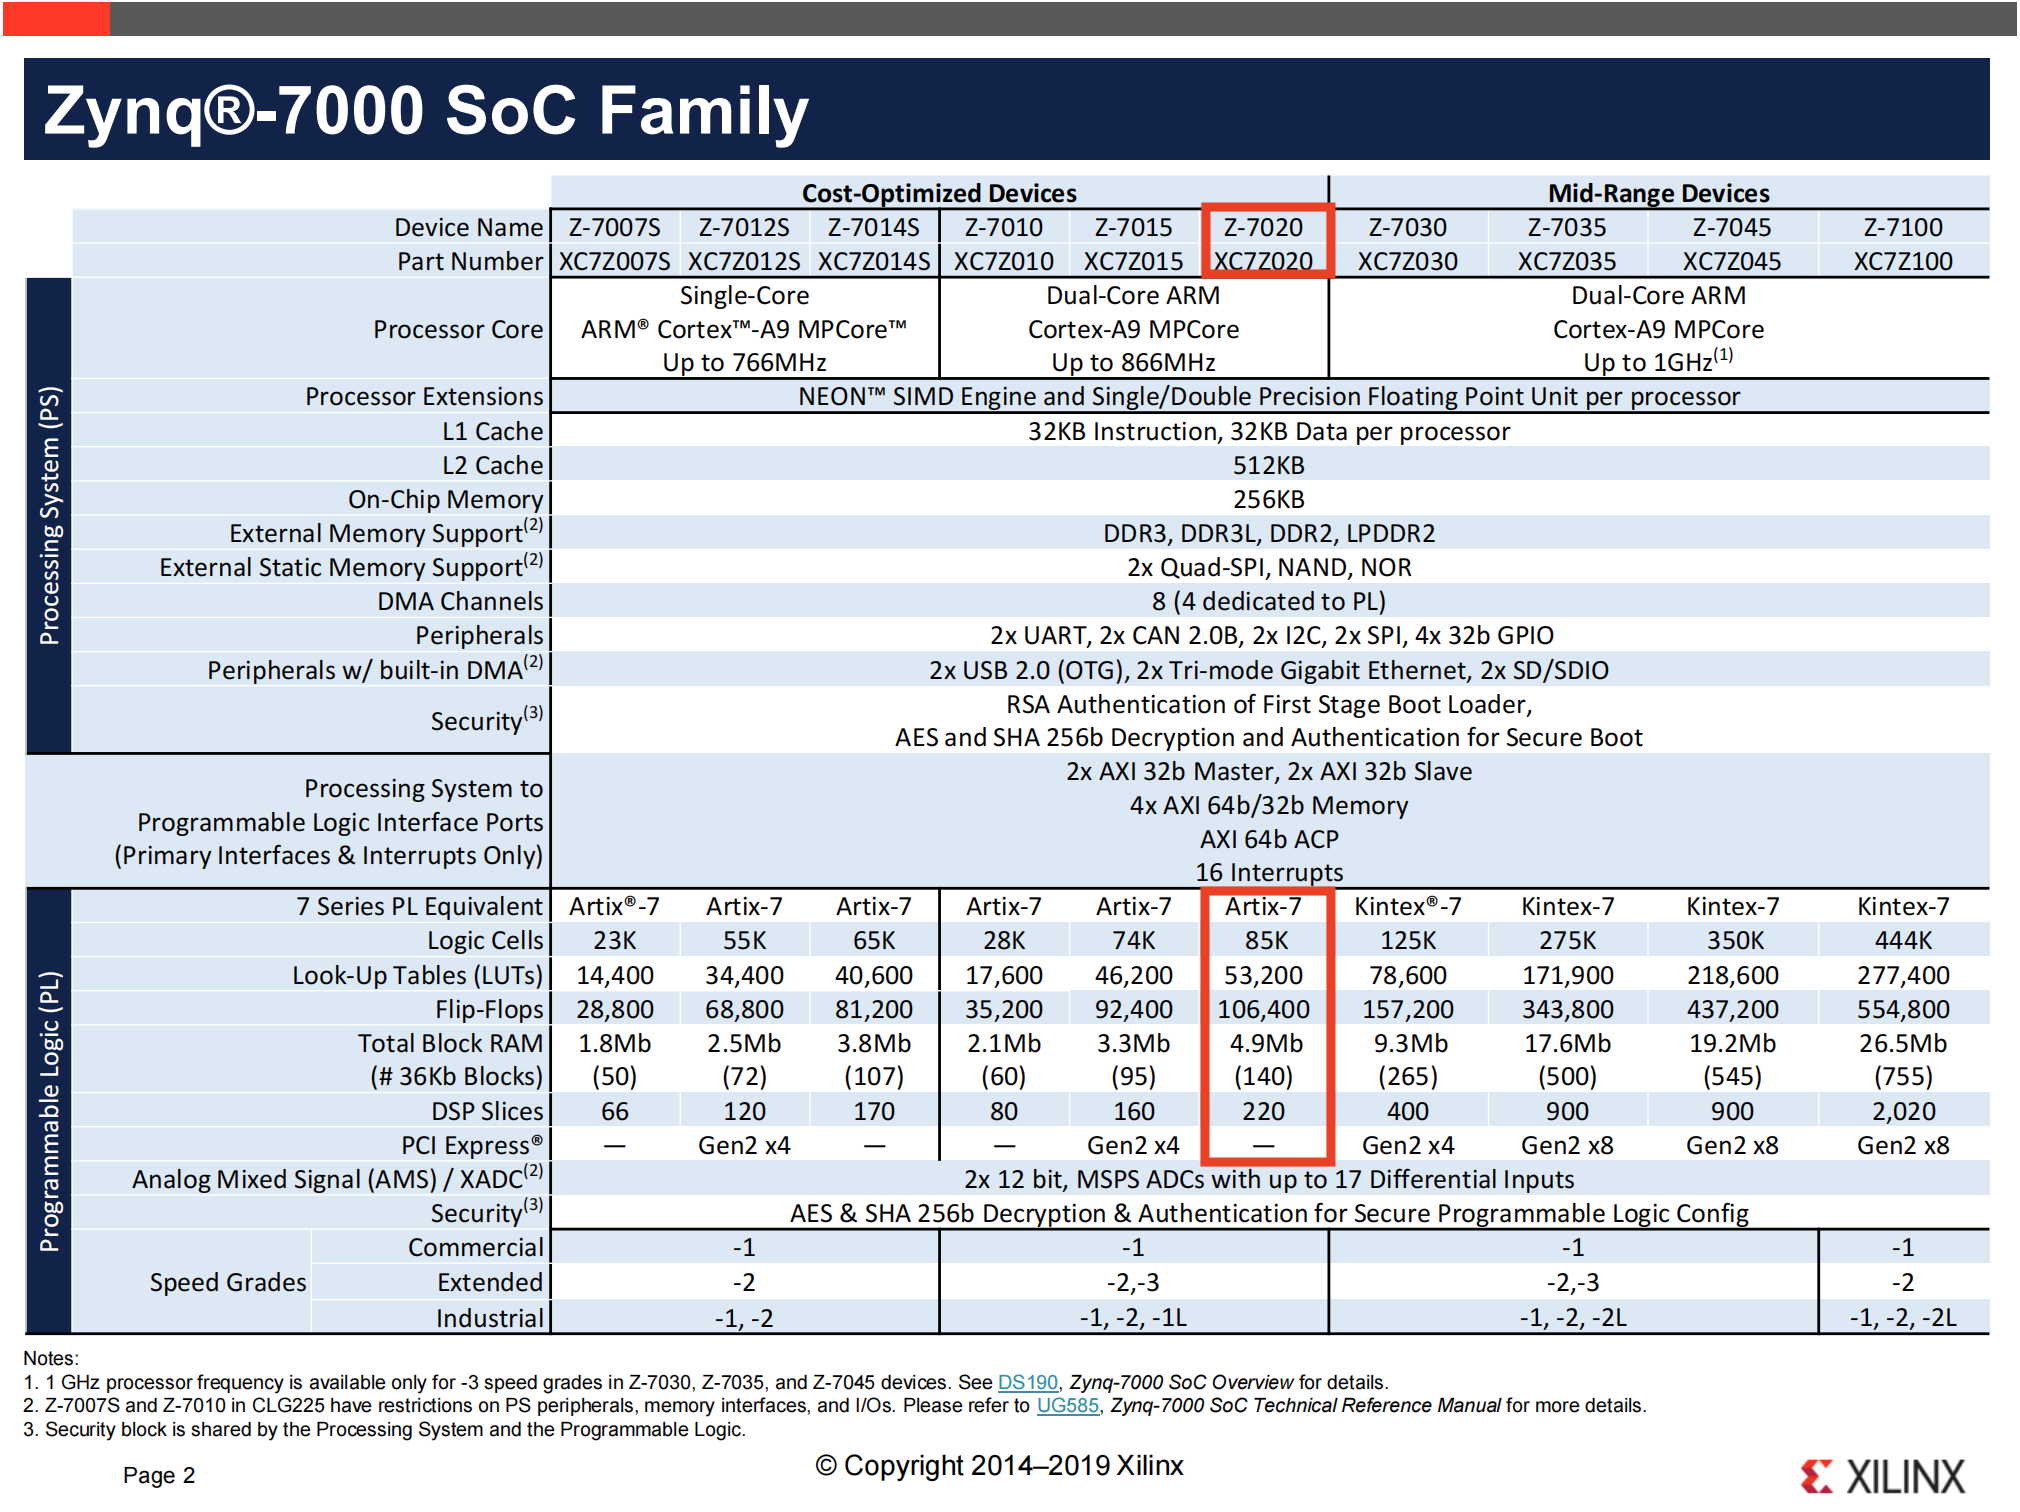 Zynq®-7000 SoC Family
Cost-Optimized Devices Mid-Range Devices
Device Name Z-7007S Z-7012S Z-7014S Z-7010 Z-7015 Z-7020 Z-7030 Z-7035 Z-7045 Z-7100
Part Number XC7Z007S XC7Z012S XC7Z014S XC7Z010 XC7Z015 XC7Z020 XC7Z030 XC7Z035 XC7Z045 XC7Z100
Processing System (PS)
Single-Core Dual-Core ARM Dual-Core ARM
Processor Core ARM® Cortex™-A9 MPCore™ Cortex-A9 MPCore Cortex-A9 MPCore
Up to 766MHz Up to 866MHz Up to 1GHz(1)
Processor Extensions NEON™ SIMD Engine and Single/Double Precision Floating Point Unit per processor
L1 Cache 32KB Instruction, 32KB Data per processor
L2 Cache 512KB
On-Chip Memory 256KB
External Memory Support(2) DDR3, DDR3L, DDR2, LPDDR2
External Static Memory Support(2) 2x Quad-SPI, NAND, NOR
DMA Channels 8 (4 dedicated to PL)
Peripherals 2x UART, 2x CAN 2.0B, 2x I2C, 2x SPI, 4x 32b GPIO
Peripherals w/ built-in DMA(2) 2x USB 2.0 (OTG), 2x Tri-mode Gigabit Ethernet, 2x SD/SDIO
Security(3) RSA Authentication of First Stage Boot Loader,
AES and SHA 256b Decryption and Authentication for Secure Boot
Processing System to
Programmable Logic Interface Ports
(Primary Interfaces & Interrupts Only)
2x AXI 32b Master, 2x AXI 32b Slave
4x AXI 64b/32b Memory
AXI 64b ACP
16 Interrupts
Programmable Logic (PL)
7 Series PL Equivalent Artix®-7 Artix-7 Artix-7 Artix-7 Artix-7 Artix-7 Kintex®-7 Kintex-7 Kintex-7 Kintex-7
Logic Cells 23K 55K 65K 28K 74K 85K 125K 275K 350K 444K
Look-Up Tables (LUTs) 14,400 34,400 40,600 17,600 46,200 53,200 78,600 171,900 218,600 277,400
Flip-Flops 28,800 68,800 81,200 35,200 92,400 106,400 157,200 343,800 437,200 554,800
Total Block RAM 1.8Mb 2.5Mb 3.8Mb 2.1Mb 3.3Mb 4.9Mb 9.3Mb 17.6Mb 19.2Mb 26.5Mb
(# 36Kb Blocks) (50) (72) (107) (60) (95) (140) (265) (500) (545) (755)
DSP Slices 66 120 170 80 160 220 400 900 900 2,020
PCI Express® — Gen2 x4 — — Gen2 x4 — Gen2 x4 Gen2 x8 Gen2 x8 Gen2 x8
Analog Mixed Signal (AMS) / XADC(2) 2x 12 bit, MSPS ADCs with up to 17 Differential Inputs
Security(3) AES & SHA 256b Decryption & Authentication for Secure Programmable Logic Config
Speed Grades
Commercial -1 -1 -1 -1
Extended -2 -2,-3 -2,-3 -2
Industrial -1, -2 -1, -2, -1L -1, -2, -2L -1, -2, -2L
Notes:
1. 1 GHz processor frequency is available only for -3 speed grades in Z-7030, Z-7035, and Z-7045 devices. See DS190, Zynq-7000 SoC Overview for details.
2. Z-7007S and Z-7010 in CLG225 have restrictions on PS peripherals, memory interfaces, and I/Os. Please refer to UG585, Zynq-7000 SoC Technical Reference Manual for more details.
3. Security block is shared by the Processing System and the Programmable Logic.
Page 2
© Copyright 2014–2019 Xilinx
XILINX